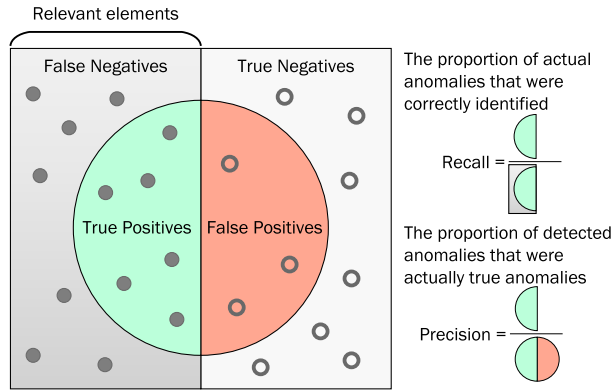 Relevant elements
False Negatives
True Negatives
True Positives
False Positives
The proportion of actual
anomalies that were
correctly identified
Recall =
The proportion of detected
anomalies that were
actually true anomalies
Precision =